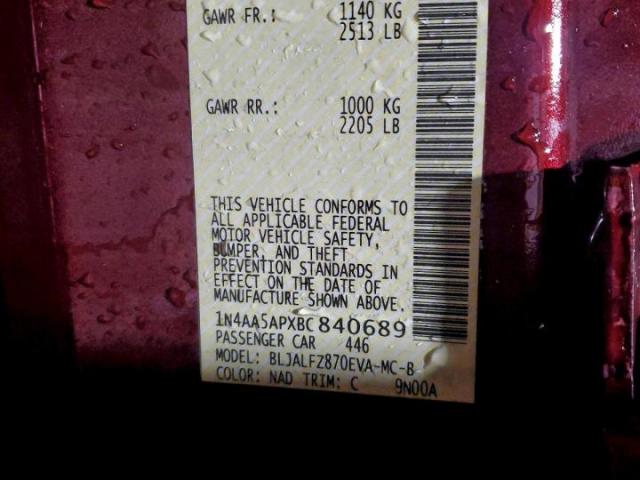 GAWR FR.: 1140 KG
2513 LB
GAWR RR.: 1000 KG
2205 LB
THIS VEHICLE CONFORMS TO
ALL APPLICABLE FEDERAL
MOTOR VEHICLE SAFETY,
BUMPER, AND THEFT
PREVENTION STANDARDS IN
EFFECT ON THE DATE OF
MANUFACTURE SHOWN ABOVE.
1N4AA5APXBC840689
PASSENGER CAR 446
MODEL: BLJALFZ870EVA-MC-B
COLOR: NAD TRIM: C 9N00A